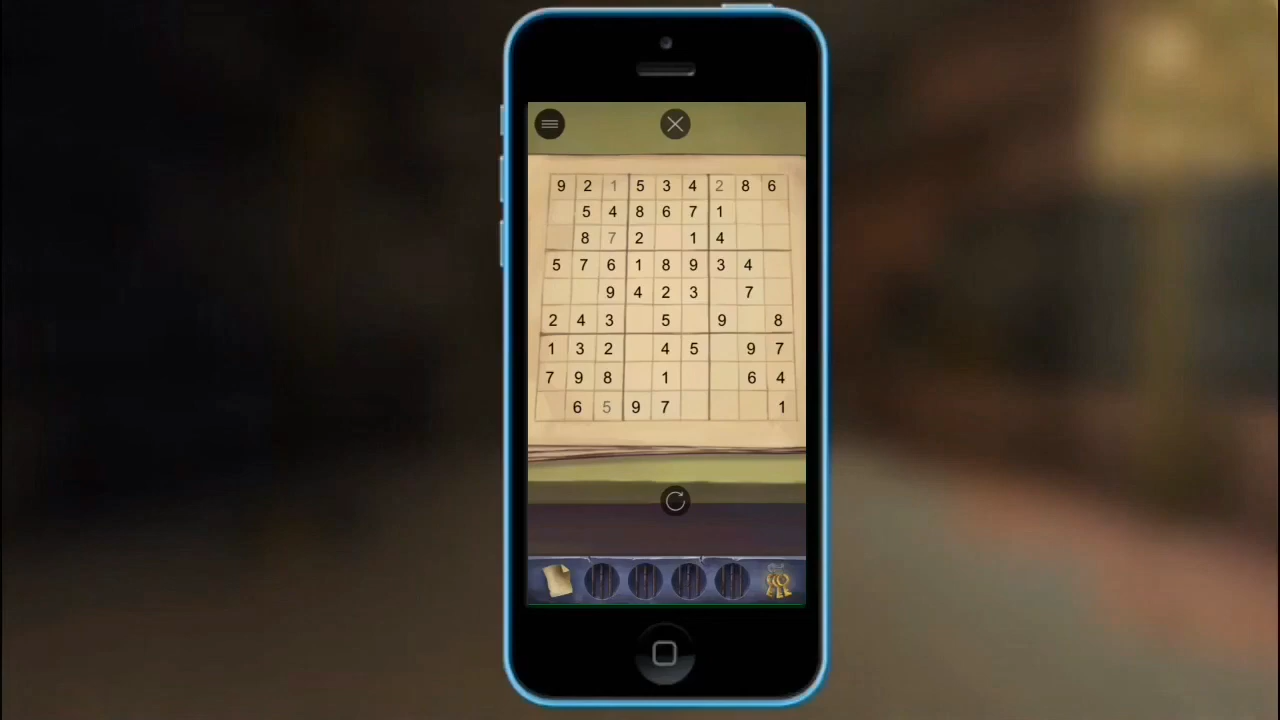 9 2 1 5 3 4 2 8 6
5 4 8 6 7 1
8 7 2 1 4
5 7 6 1 8 9 3 4
9 4 2 3 7
2 4 3 5 9 8
1 3 2 4 5 9 7
7 9 8 1 6 4
6 5 9 7 1